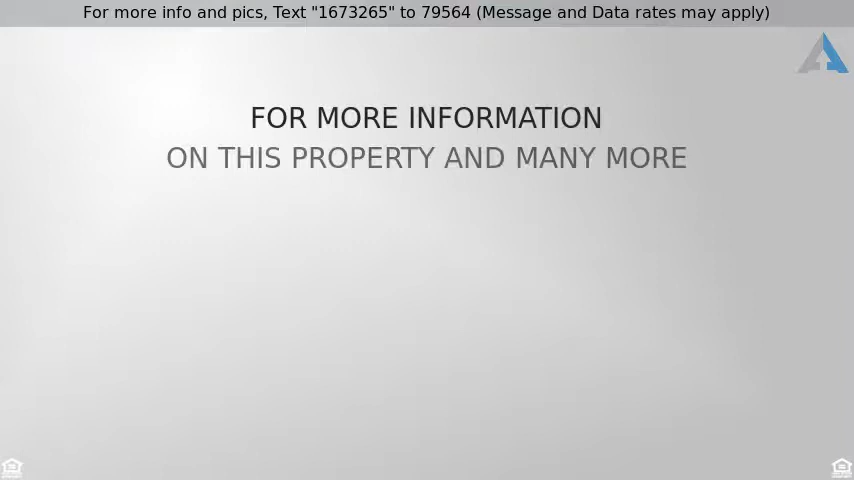 For more info and pics, Text "1673265" to 79564 (Message and Data rates may apply)
FOR MORE INFORMATION
ON THIS PROPERTY AND MANY MORE